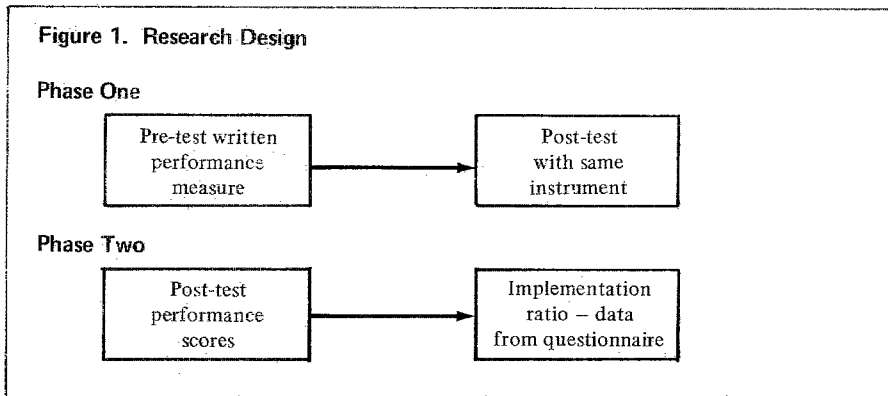 Figure 1. Research Design
Phase One
Pre-test written
performance
measure
Post-test
with same
instrument
Phase Two
Post-test
performance
scores
Implementation
ratio – data
from questionnaire